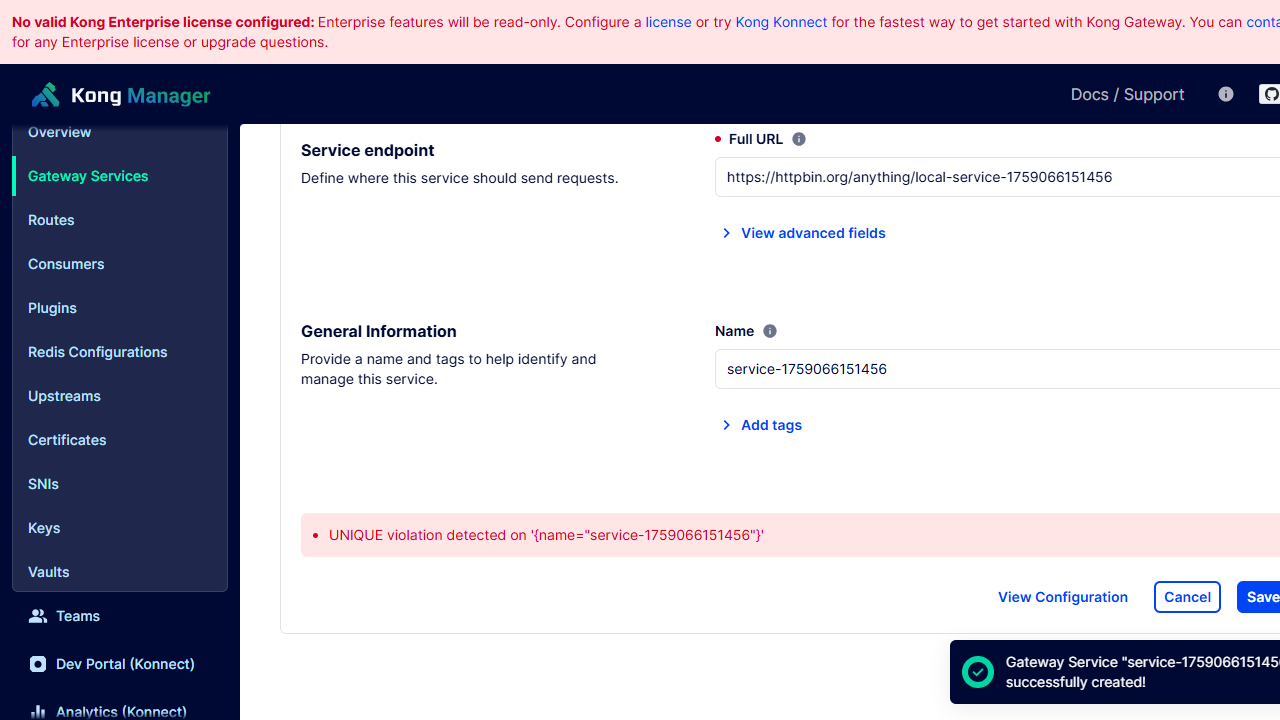 No valid Kong Enterprise license configured: Enterprise features will be read-only. Configure a license or try Kong Konnect for the fastest way to get started with Kong Gateway. You can
for any Enterprise license or upgrade questions.
Kong Manager
Docs / Support
Overview
Gateway Services
Routes
Consumers
Plugins
Redis Configurations
Upstreams
Certificates
SNIs
Keys
Vaults
Teams
Dev Portal (Konnect)
Analytics (Konnect)
Service endpoint
Define where this service should send requests.
Full URL
https://httpbin.org/anything/local-service-1759066151456
View advanced fields
General Information
Provide a name and tags to help identify and
manage this service.
Name
service-1759066151456
Add tags
UNIQUE violation detected on '{name="service-1759066151456"}'
View Configuration
Cancel
Save
Gateway Service "service-1759066151456
successfully created!